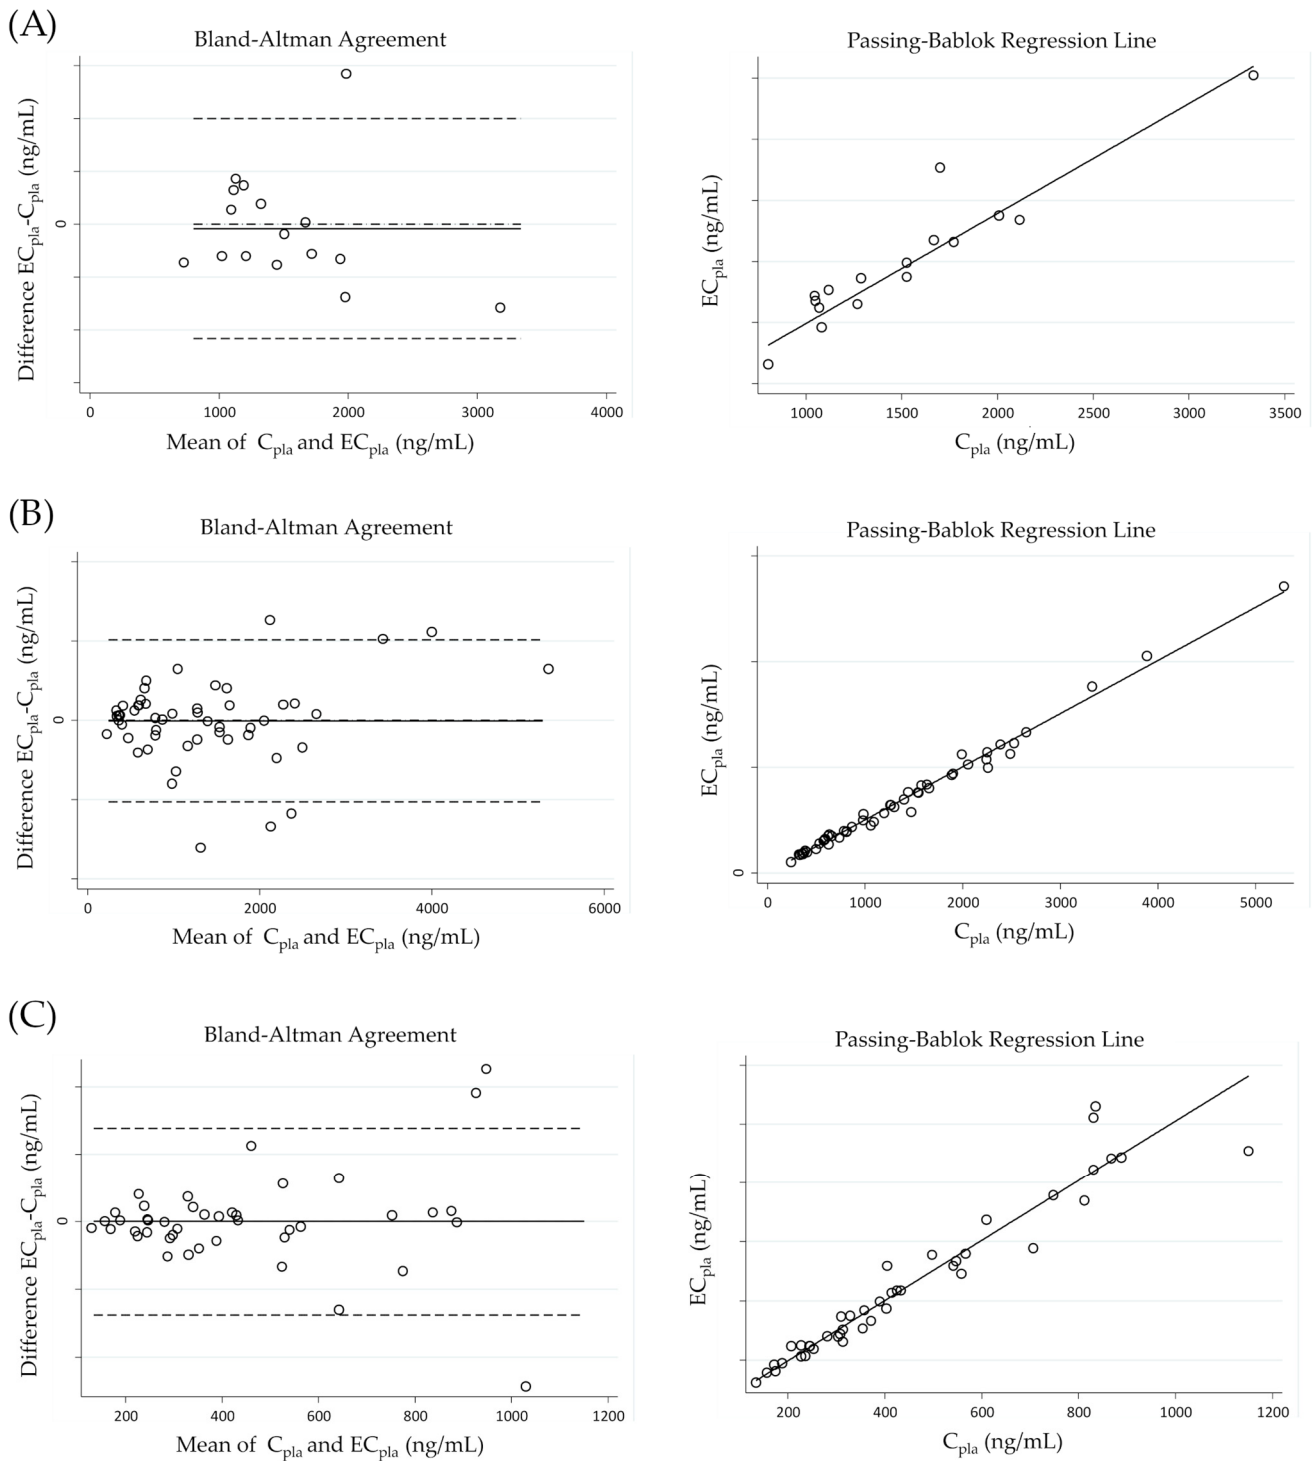 (A)
Bland-Altman Agreement
Difference ECpla-Cpla (ng/mL)
0
0 1000 2000 3000 4000
Mean of Cpla and ECpla (ng/mL)
Passing-Bablok Regression Line
ECpla (ng/mL)
1000 1500 2000 2500 3000 3500
Cpla (ng/mL)
(B)
Bland-Altman Agreement
Difference ECpla-Cpla (ng/mL)
0
0 2000 4000 6000
Mean of Cpla and ECpla (ng/mL)
Passing-Bablok Regression Line
ECpla (ng/mL)
0
0 1000 2000 3000 4000 5000
Cpla (ng/mL)
(C)
Bland-Altman Agreement
Difference ECpla-Cpla (ng/mL)
0
200 400 600 800 1000 1200
Mean of Cpla and ECpla (ng/mL)
Passing-Bablok Regression Line
ECpla (ng/mL)
200 400 600 800 1000 1200
Cpla (ng/mL)